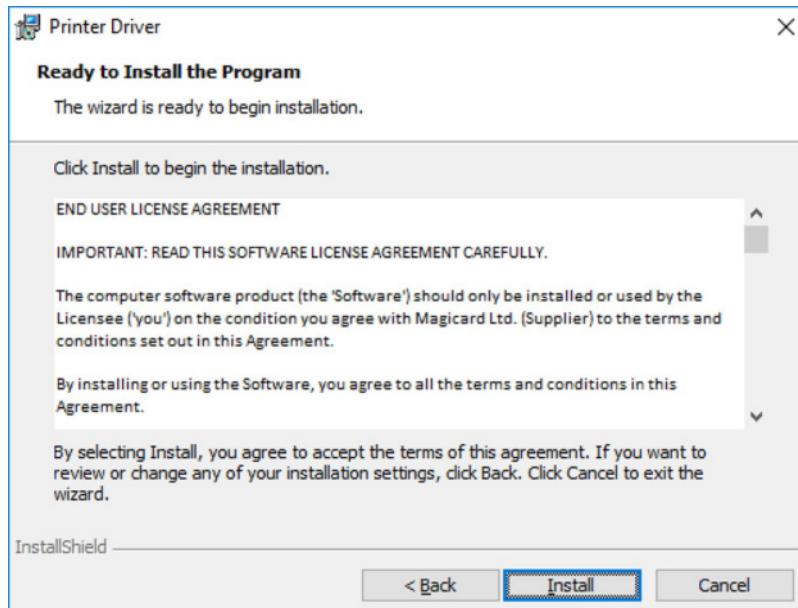 Printer Driver
Ready to Install the Program
The wizard is ready to begin installation.
Click Install to begin the installation.
END USER LICENSE AGREEMENT
IMPORTANT: READ THIS SOFTWARE LICENSE AGREEMENT CAREFULLY.
The computer software product (the 'Software') should only be installed or used by the
Licensee ('you') on the condition you agree with Magicard Ltd. (Supplier) to the terms and
conditions set out in this Agreement.
By installing or using the Software, you agree to all the terms and conditions in this
Agreement.
By selecting Install, you agree to accept the terms of this agreement. If you want to
review or change any of your installation settings, click Back. Click Cancel to exit the
wizard.
InstallShield
< Back Install Cancel